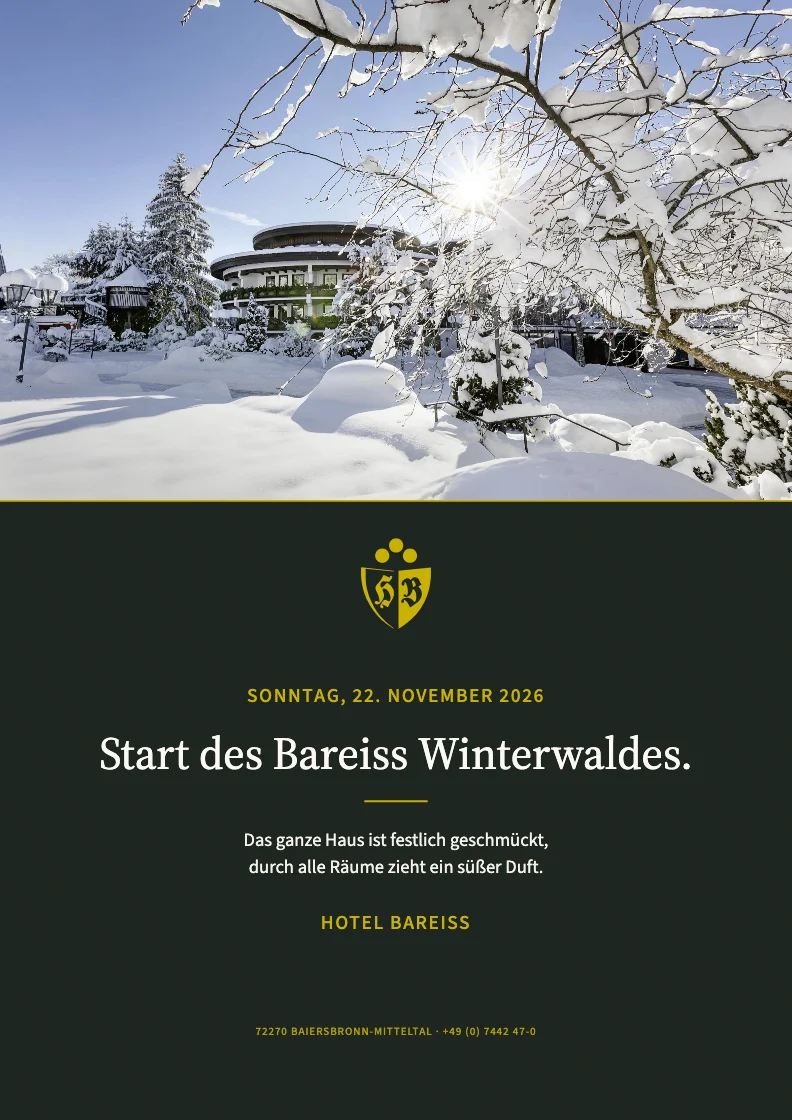 HB
SONNTAG, 22. NOVEMBER 2026
Start des Bareiss Winterwaldes.
Das ganze Haus ist festlich geschmückt,
durch alle Räume zieht ein süßer Duft.
HOTEL BAREISS
72270 BAIERSBRONN-MITTELTAL · +49 (0) 7442 47-0